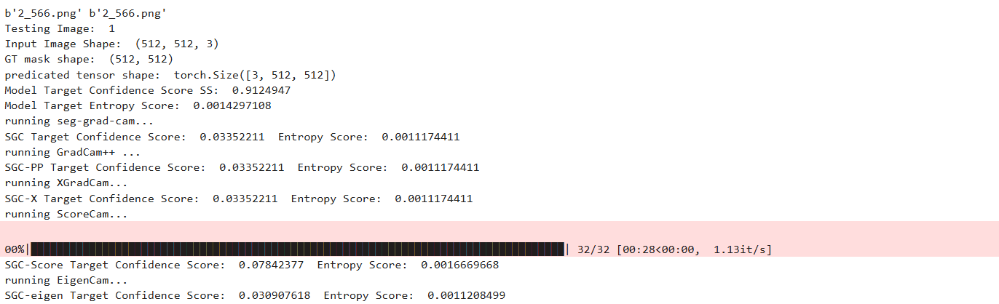 b'2_566.png' b'2_566.png'
Testing Image:  1
Input Image Shape:  (512, 512, 3)
GT mask shape:  (512, 512)
predicated tensor shape:  torch.Size([3, 512, 512])
Model Target Confidence Score SS:  0.9124947
Model Target Entropy Score:  0.0014297108
running seg-grad-cam...
SGC Target Confidence Score:  0.03352211  Entropy Score:  0.0011174411
running GradCam++ ...
SGC-PP Target Confidence Score:  0.03352211  Entropy Score:  0.0011174411
running XGradCam...
SGC-X Target Confidence Score:  0.03352211  Entropy Score:  0.0011174411
running ScoreCam...
00%|| 32/32 [00:28<00:00,  1.13it/s]
SGC-Score Target Confidence Score:  0.07842377  Entropy Score:  0.0016669668
running EigenCam...
SGC-eigen Target Confidence Score:  0.030907618  Entropy Score:  0.0011208499